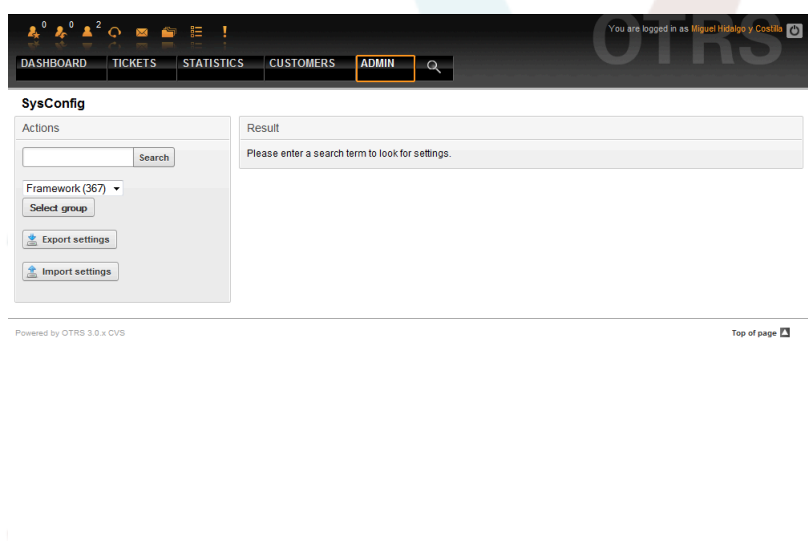 0 0 2
You are logged in as Miguel Hidalgo y Costilla
OTRS
DASHBOARD TICKETS STATISTICS CUSTOMERS ADMIN
SysConfig
Actions
Search
Framework (367)
Select group
Export settings
Import settings
Result
Please enter a search term to look for settings.
Powered by OTRS 3.0.x CVS
Top of page